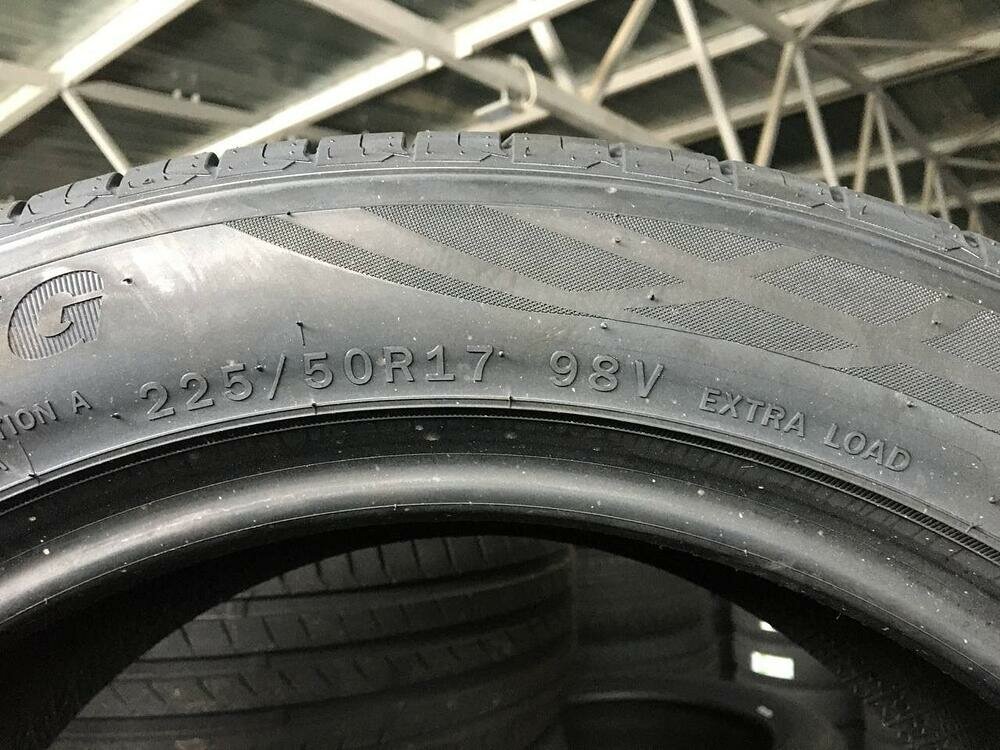 G
TION A
225/50R17 98V EXTRA LOAD